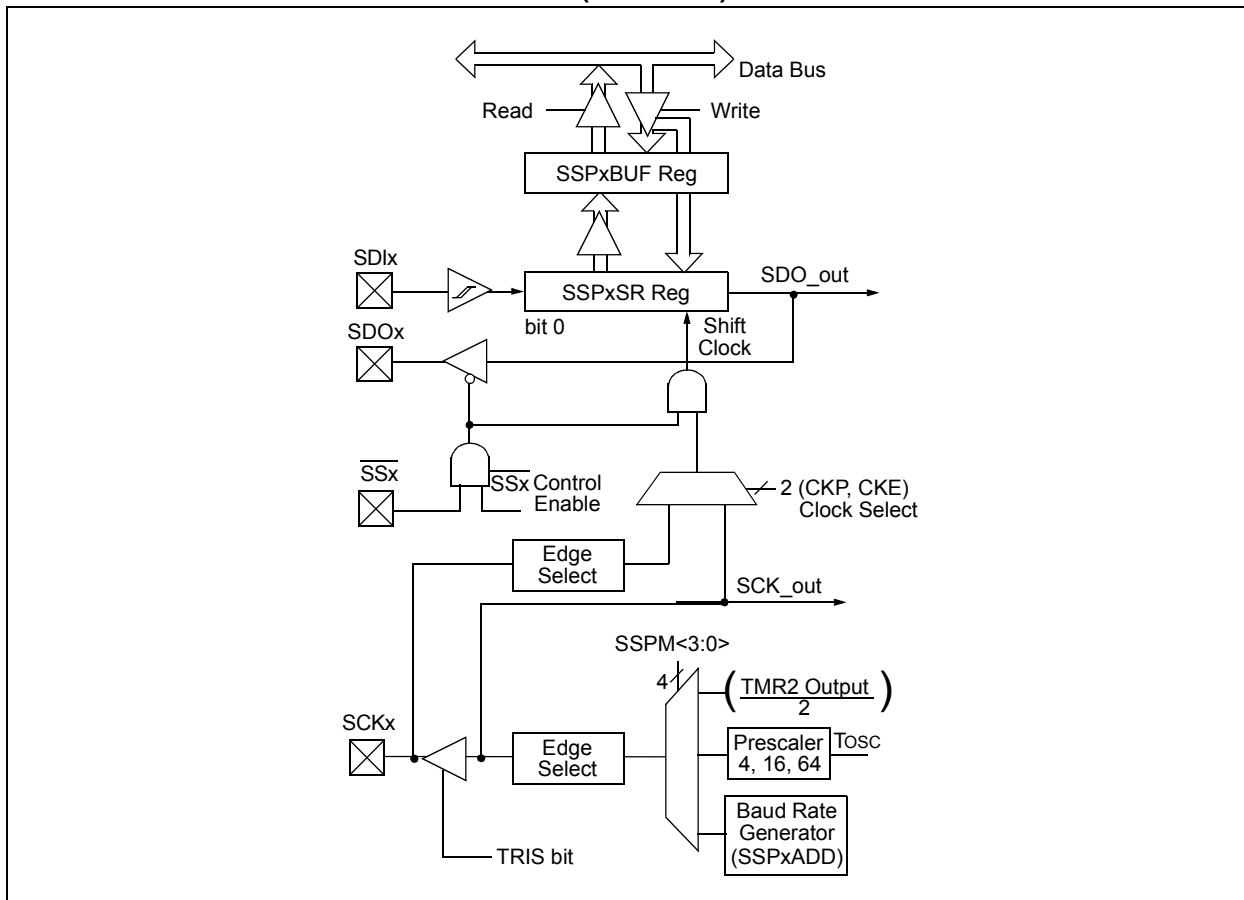 Data Bus
Read
Write
SSPxBUF Reg
SDIx
SDO_out
SSPxSR Reg
bit 0
Shift
Clock
SDOx
SSx
SSx Control
Enable
2 (CKP, CKE)
Clock Select
Edge
Select
SCK_out
SSPM<3:0>
4
( TMR2 Output )
2
SCKx
Edge
Select
Prescaler
4, 16, 64
TOSC
Baud Rate
Generator
(SSPxADD)
TRIS bit